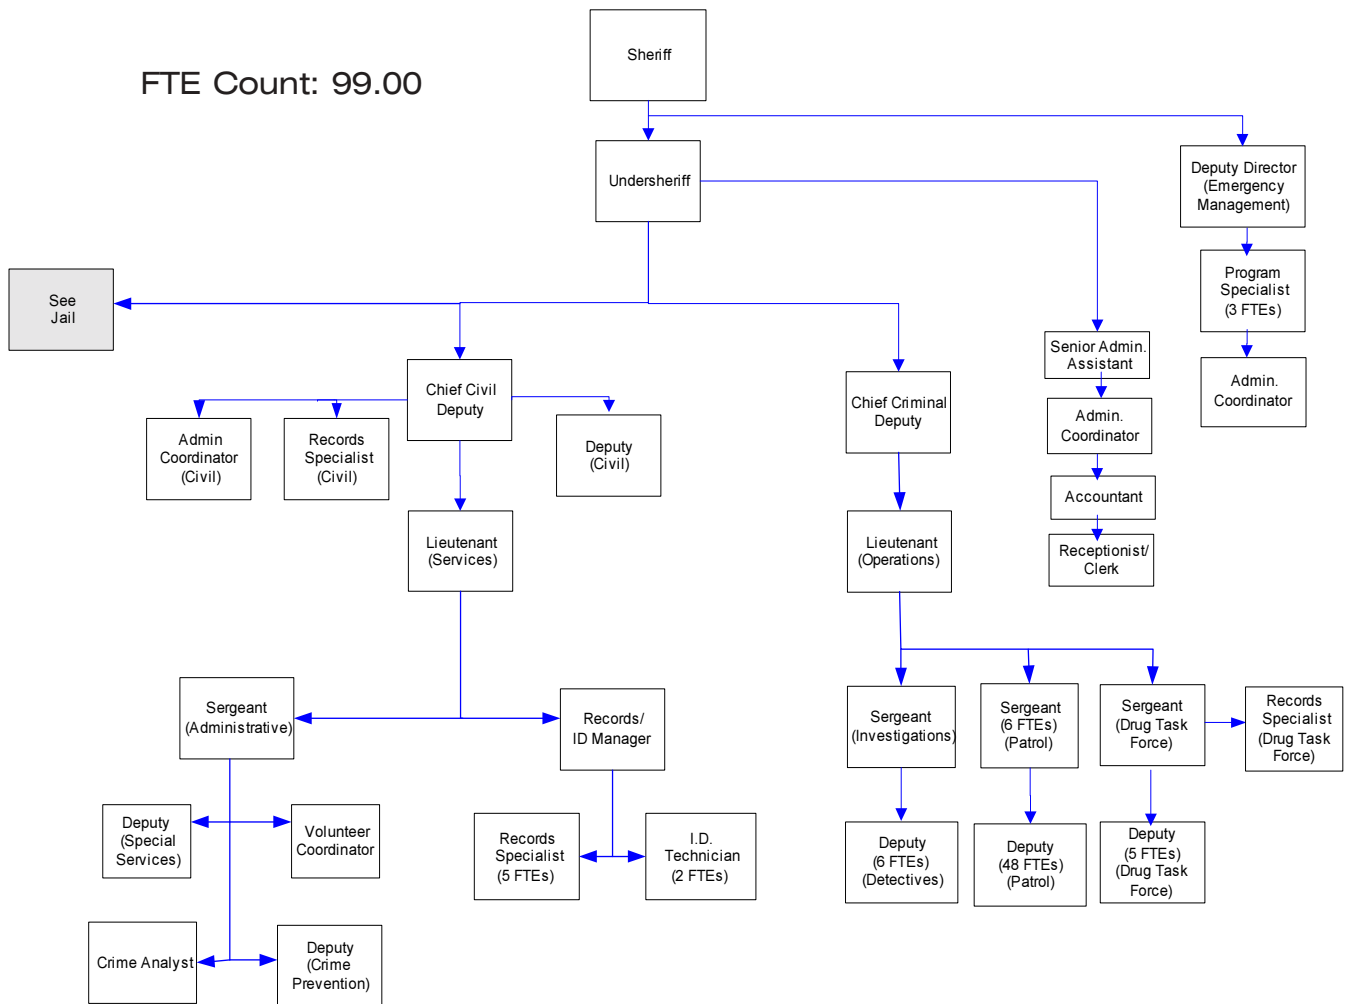 Sheriff
FTE Count: 99.00
Undersheriff
Deputy Director
(Emergency
Management)
See
Jail
Program
Specialist
(3 FTEs)
Senior Admin.
Assistant
Chief Civil
Deputy
Chief Criminal
Deputy
Admin.
Coordinator
Admin.
Coordinator
Admin
Coordinator
(Civil)
Records
Specialist
(Civil)
Deputy
(Civil)
Accountant
Lieutenant
(Services)
Lieutenant
(Operations)
Receptionist/
Clerk
Sergeant
(Administrative)
Records/
ID Manager
Sergeant
(Investigations)
Sergeant
(6 FTEs)
(Patrol)
Sergeant
(Drug Task
Force)
Records
Specialist
(Drug Task
Force)
Deputy
(Special
Services)
Volunteer
Coordinator
Records
Specialist
(5 FTEs)
I.D.
Technician
(2 FTEs)
Deputy
(6 FTEs)
(Detectives)
Deputy
(48 FTEs)
(Patrol)
Deputy
(5 FTEs)
(Drug Task
Force)
Crime Analyst
Deputy
(Crime
Prevention)